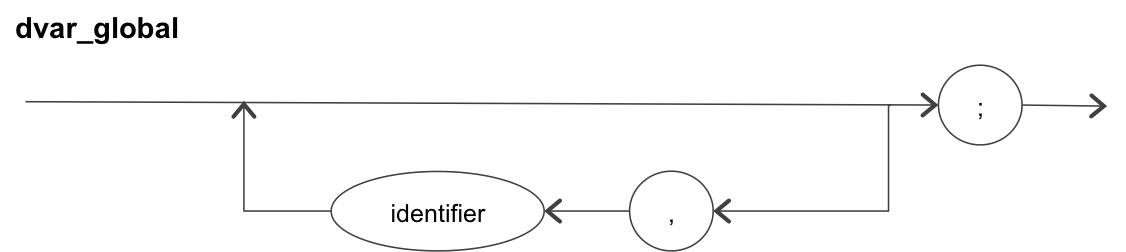 dvar_global
;
identifier
,